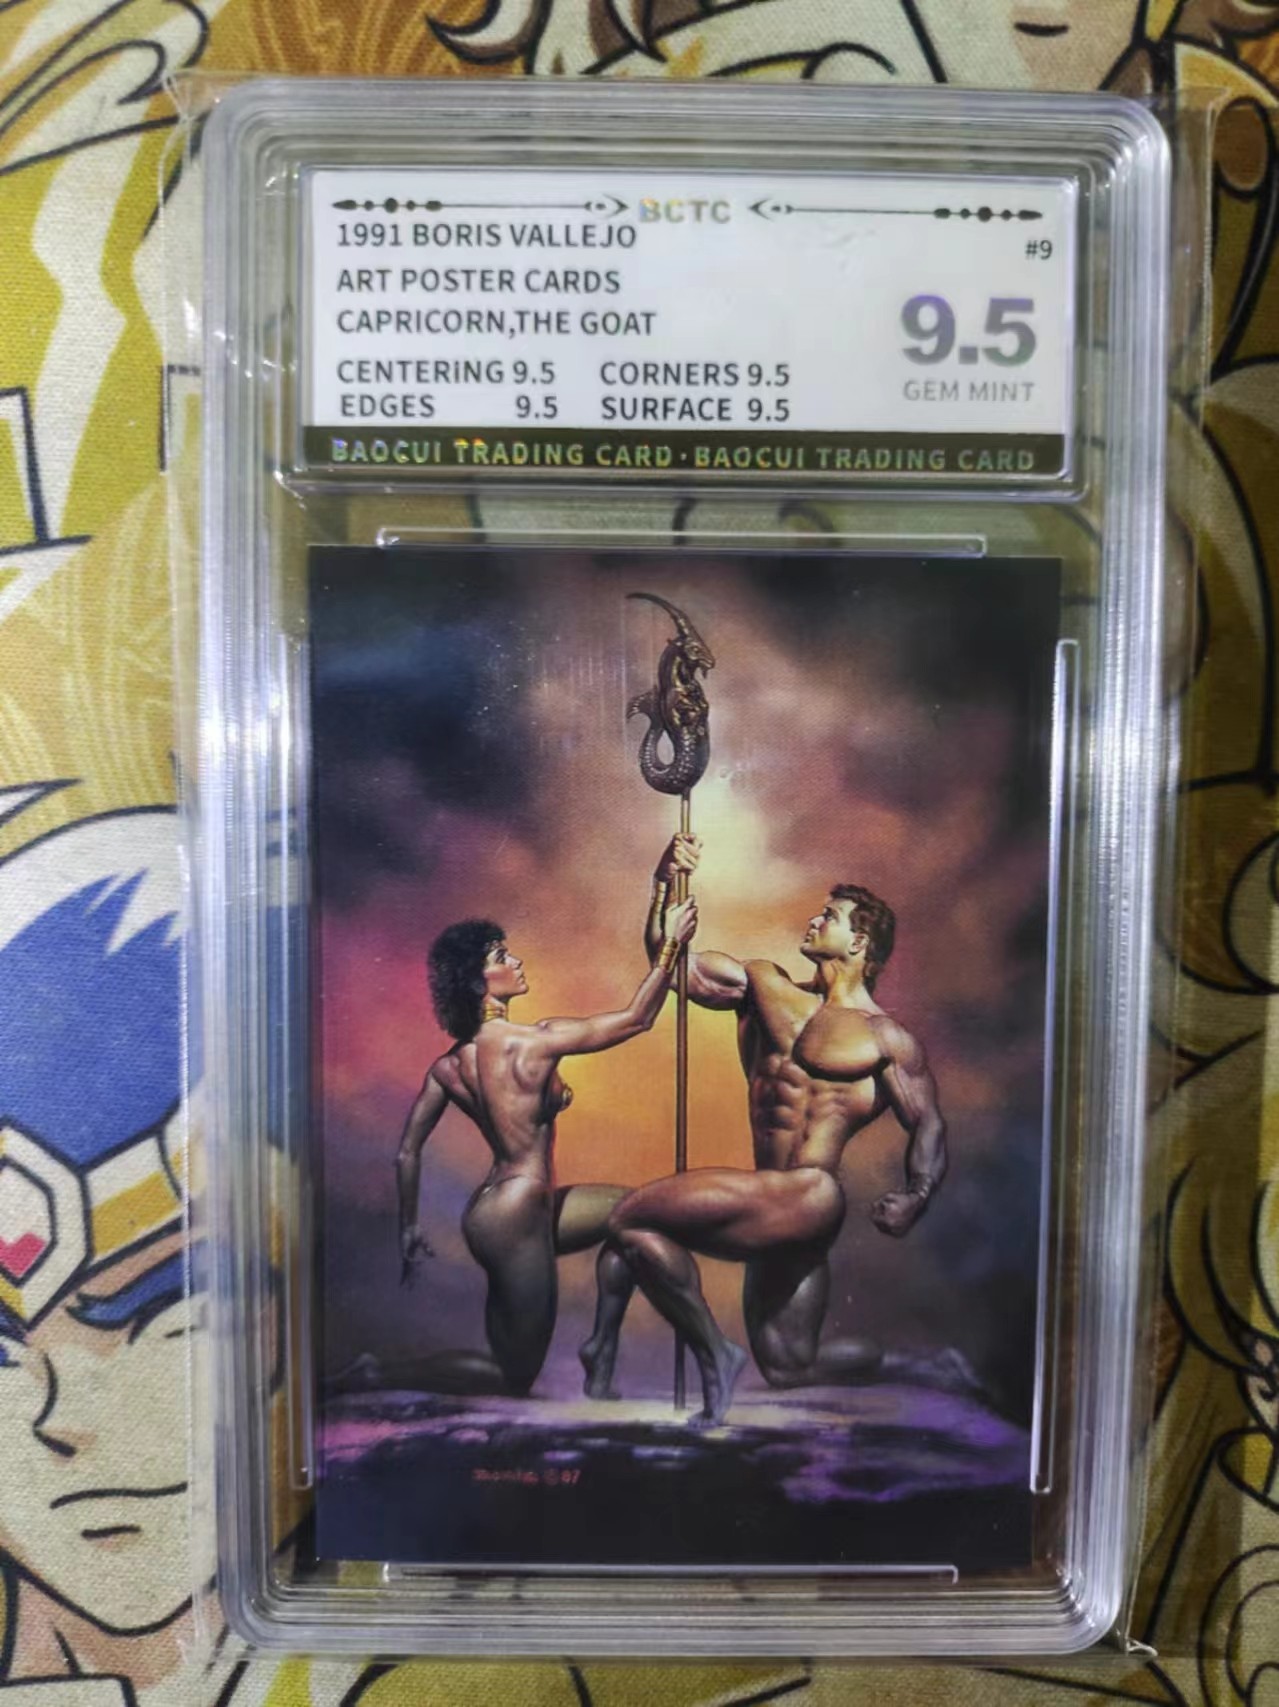 BCTC
1991 BORIS VALLEJO
#9
ART POSTER CARDS
CAPRICORN,THE GOAT
9.5
GEM MINT
CENTERING 9.5 CORNERS 9.5
EDGES 9.5 SURFACE 9.5
BAOCUI TRADING CARD·BAOCUI TRADING CARD
©87